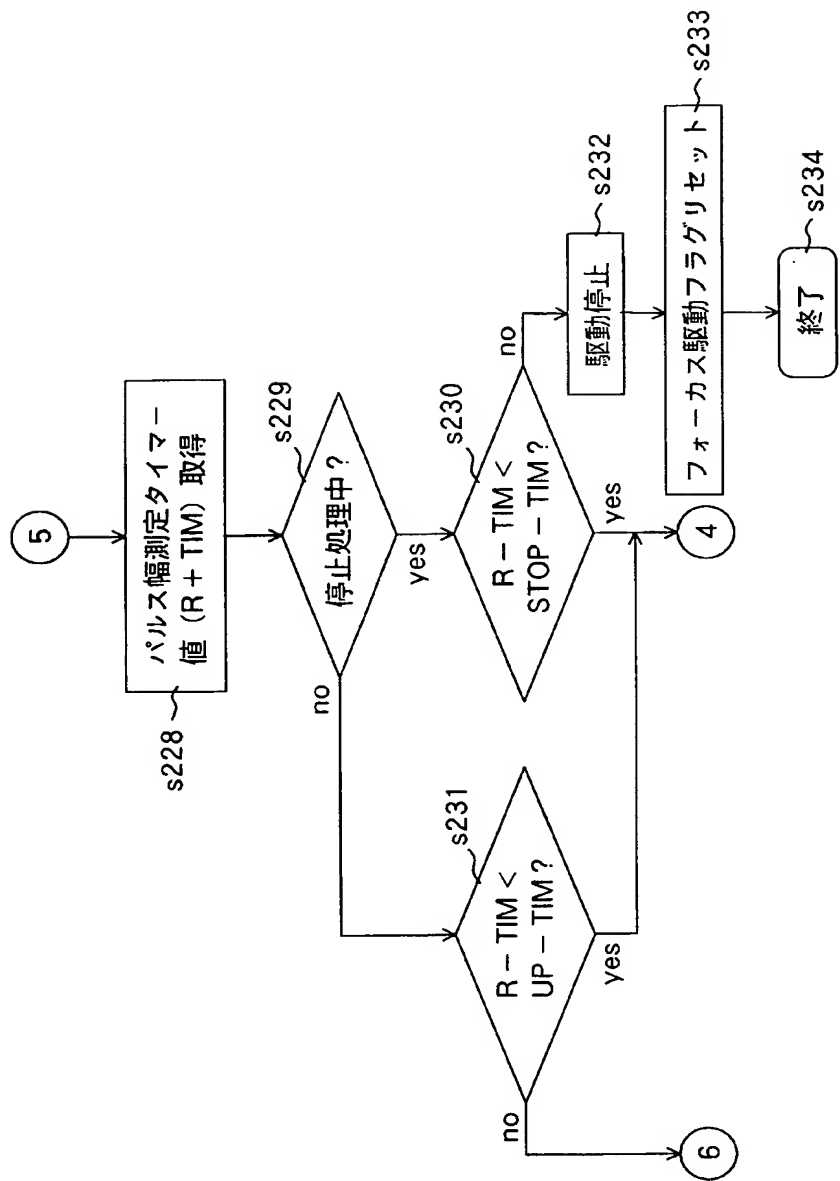 5
パルス幅測定タイマー
値（R＋TIM）取得
s228
停止処理中？
s229
no
yes
R－TIM＜
UP－TIM？
s231
no
yes
R－TIM＜
STOP－TIM？
s230
no
yes
駆動停止
s232
フォーカス駆動フラグリセット
s233
終了
s234
6
4